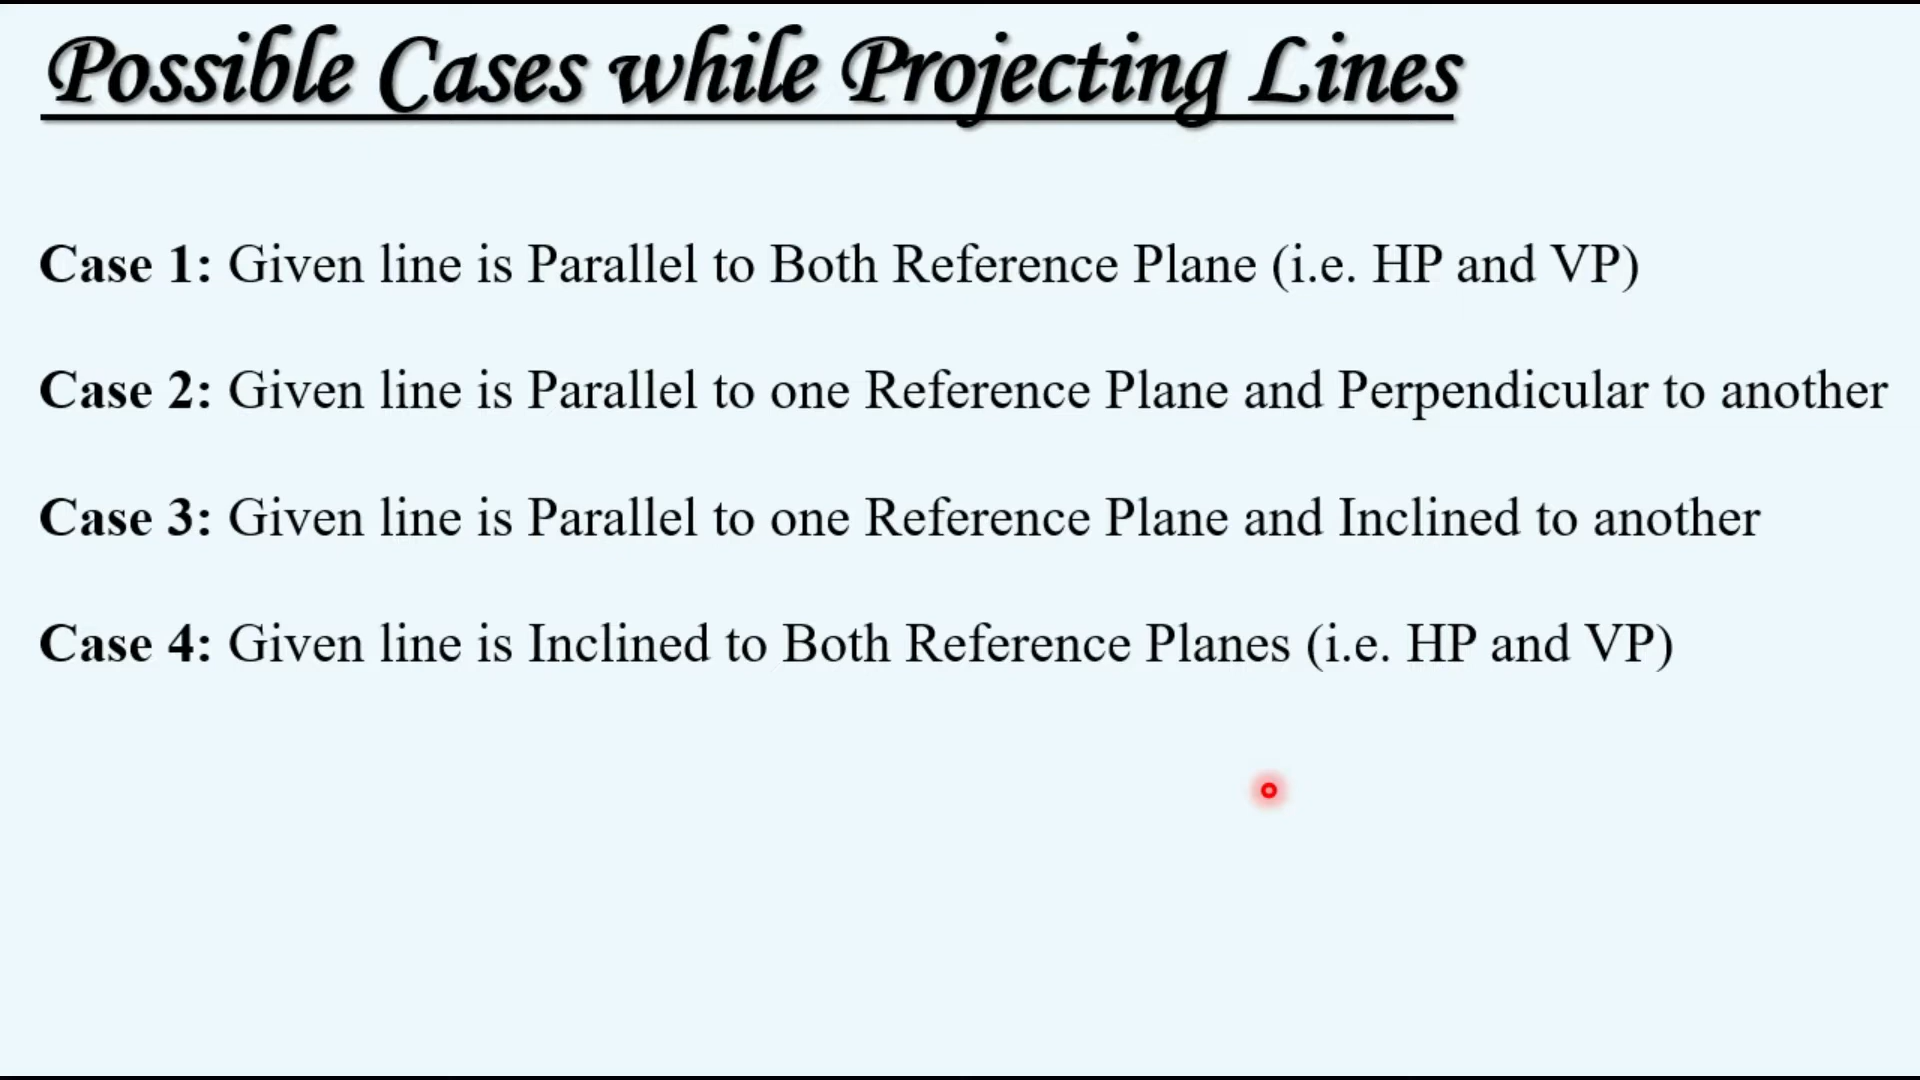 Possible Cases while Projecting Lines
Case 1: Given line is Parallel to Both Reference Plane (i.e. HP and VP)
Case 2: Given line is Parallel to one Reference Plane and Perpendicular to another
Case 3: Given line is Parallel to one Reference Plane and Inclined to another
Case 4: Given line is Inclined to Both Reference Planes (i.e. HP and VP)